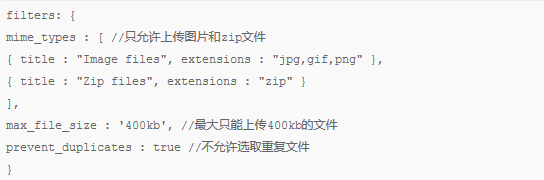 filters: {
mime_types : [ //只允许上传图片和zip文件
{ title : "Image files", extensions : "jpg,gif,png" },
{ title : "Zip files", extensions : "zip" }
],
max_file_size : '400kb', //最大只能上传400kb的文件
prevent_duplicates : true //不允许选取重复文件
}